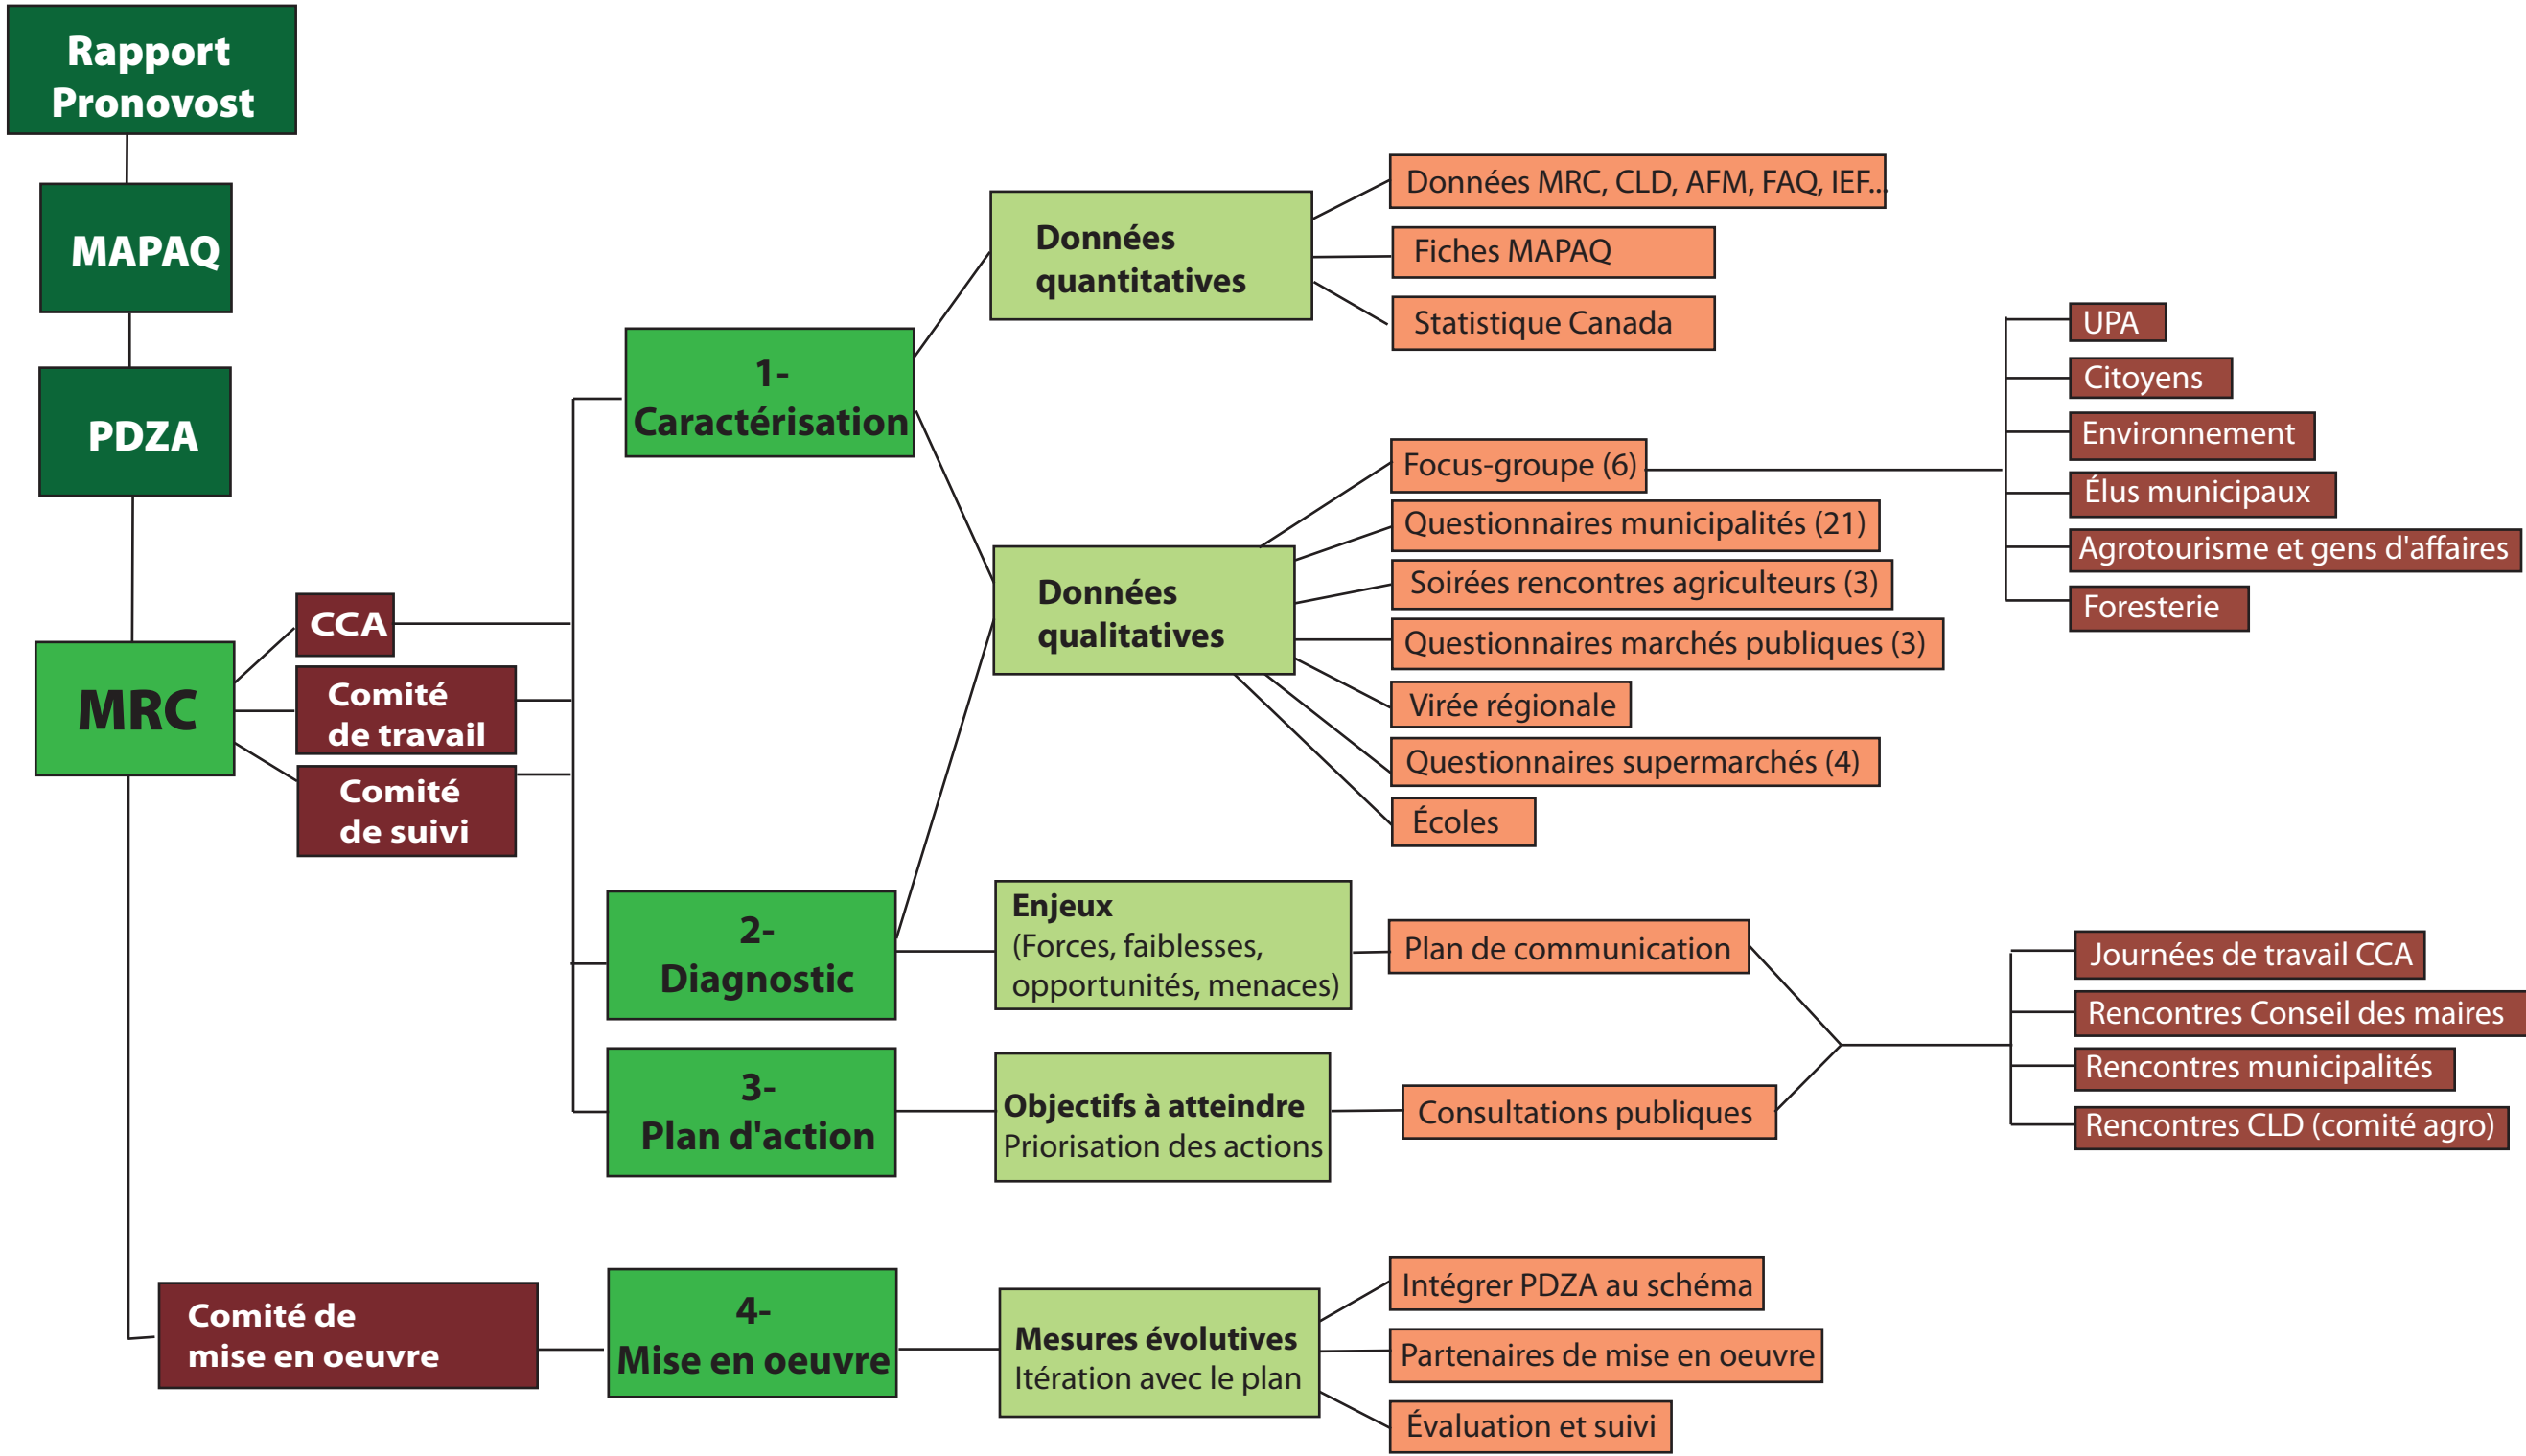 Rapport
Pronovost
MAPAQ
PDZA
MRC
CCA
Comité
de travail
Comité
de suivi
Comité de
mise en oeuvre
1-
Caractérisation
2-
Diagnostic
3-
Plan d'action
4-
Mise en oeuvre
Données
quantitatives
Données
qualitatives
Enjeux
(Forces, faiblesses,
opportunités, menaces)
Objectifs à atteindre
Priorisation des actions
Mesures évolutives
Itération avec le plan
Données MRC, CLD, AFM, FAQ, IEF...
Fiches MAPAQ
Statistique Canada
Focus-groupe (6)
Questionnaires municipalités (21)
Soirées rencontres agriculteurs (3)
Questionnaires marchés publiques (3)
Virée régionale
Questionnaires supermarchés (4)
Écoles
Plan de communication
Consultations publiques
Intégrer PDZA au schéma
Partenaires de mise en oeuvre
Évaluation et suivi
UPA
Citoyens
Environnement
Élus municipaux
Agrotourisme et gens d'affaires
Foresterie
Journées de travail CCA
Rencontres Conseil des maires
Rencontres municipalités
Rencontres CLD (comité agro)